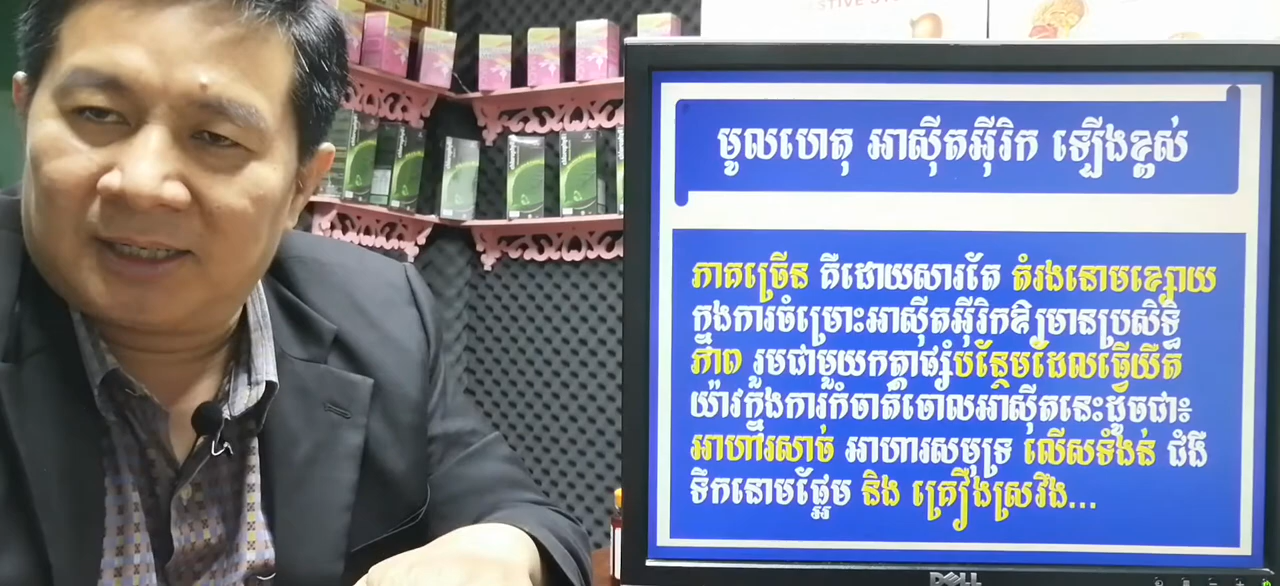 ESTIVE SYS
មូលហេតុ អាស៊ីតអ៊ីរិក ឡើងខ្ពស់
ភាគច្រើន គឺដោយសារតែ តំរងនោមខ្សោយ
ក្នុងការចំម្រោះអាស៊ីតអ៊ីរិកឱ្យមានប្រសិទ្ធិ
ភាព រួមជាមួយកត្តាផ្សំបន្ថែមដែលធ្វើយឺត
យ៉ាវក្នុងការកំចាត់ចោលអាស៊ីតនេះដូចជា៖
អាហារសាច់ អាហារសមុទ្រ លើសទំងន់ ជំងឺ
ទឹកនោមផ្អែម និង គ្រឿងស្រវឹង...
DELL